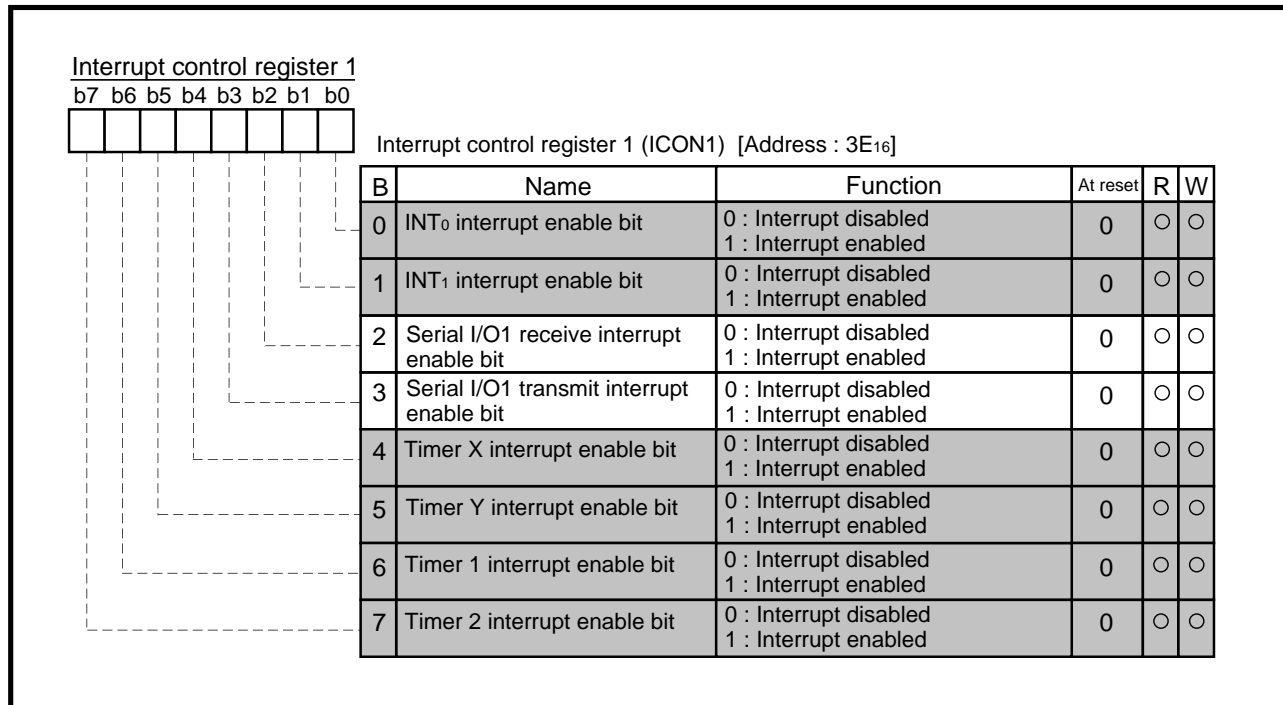 Interrupt control register 1
b7 b6 b5 b4 b3 b2 b1 b0
Interrupt control register 1 (ICON1) [Address : 3E16]
B Name Function At reset R W
0 INT0 interrupt enable bit 0 : Interrupt disabled 0 ○ ○
1 : Interrupt enabled
1 INT1 interrupt enable bit 0 : Interrupt disabled 0 ○ ○
1 : Interrupt enabled
2 Serial I/O1 receive interrupt 0 : Interrupt disabled 0 ○ ○
enable bit 1 : Interrupt enabled
3 Serial I/O1 transmit interrupt 0 : Interrupt disabled 0 ○ ○
enable bit 1 : Interrupt enabled
4 Timer X interrupt enable bit 0 : Interrupt disabled 0 ○ ○
1 : Interrupt enabled
5 Timer Y interrupt enable bit 0 : Interrupt disabled 0 ○ ○
1 : Interrupt enabled
6 Timer 1 interrupt enable bit 0 : Interrupt disabled 0 ○ ○
1 : Interrupt enabled
7 Timer 2 interrupt enable bit 0 : Interrupt disabled 0 ○ ○
1 : Interrupt enabled